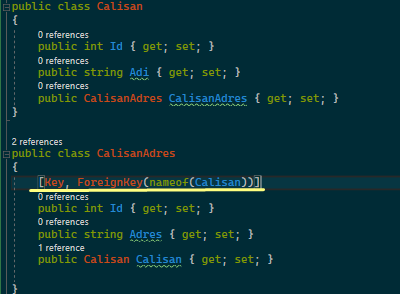 public class Calisan
{
0 references
public int Id { get; set; }
0 references
public string Adi { get; set; }
0 references
public CalisanAdres CalisanAdres { get; set; }
}
2 references
public class CalisanAdres
{
[Key, ForeignKey(nameof(Calisan))]
0 references
public int Id { get; set; }
0 references
public string Adres { get; set; }
1 reference
public Calisan Calisan { get; set; }
}